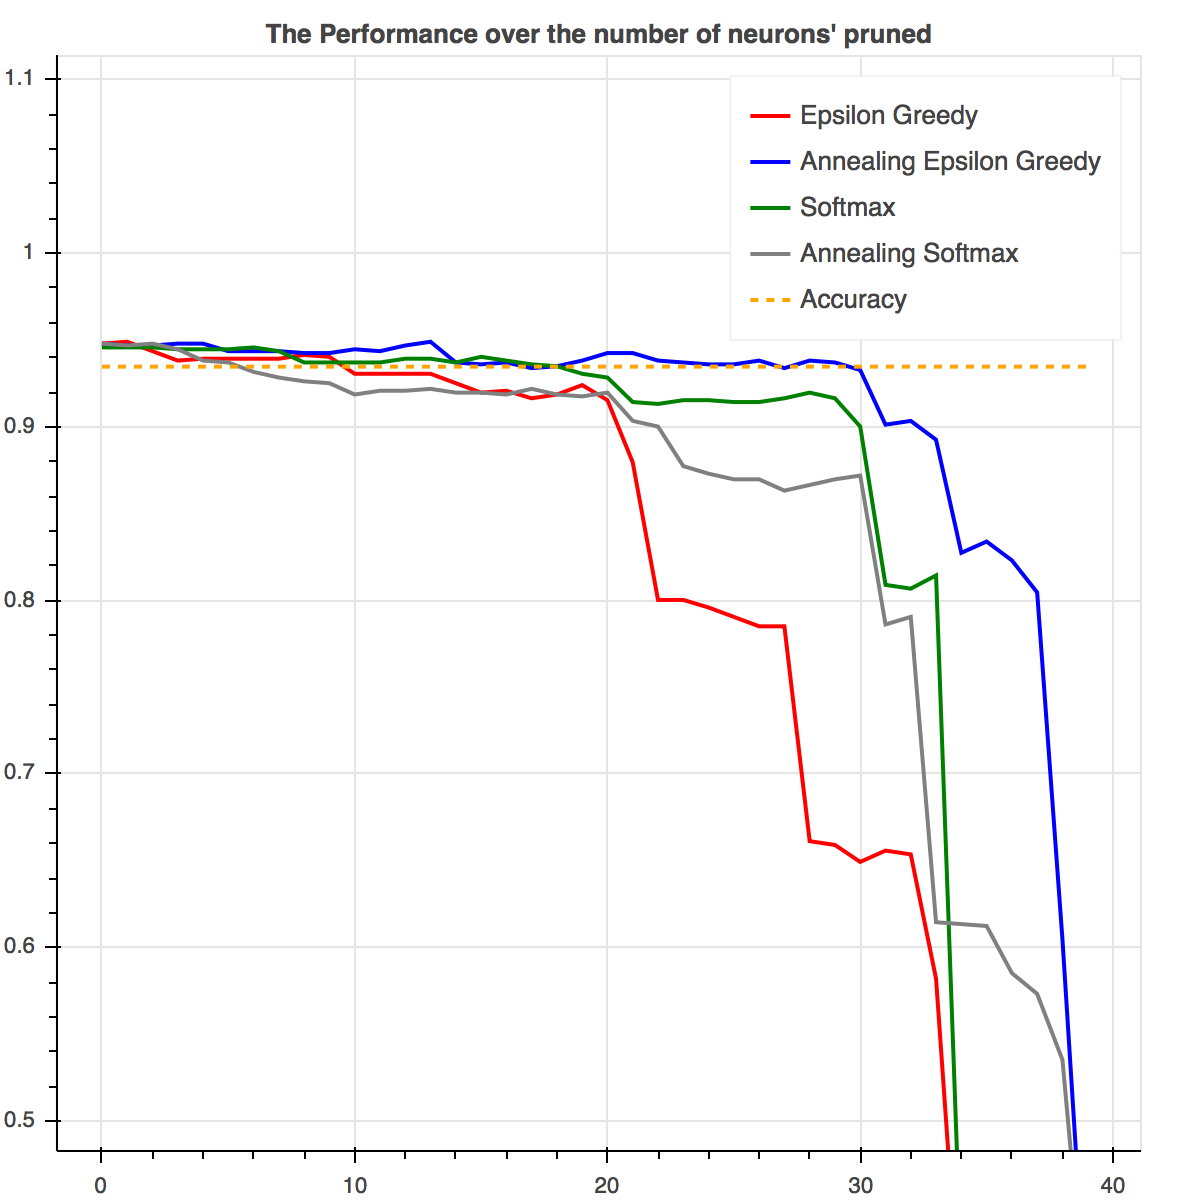 The Performance over the number of neurons' pruned
1.1
1
0.9
0.8
0.7
0.6
0.5
Epsilon Greedy
Annealing Epsilon Greedy
Softmax
Annealing Softmax
Accuracy
0 10 20 30 40